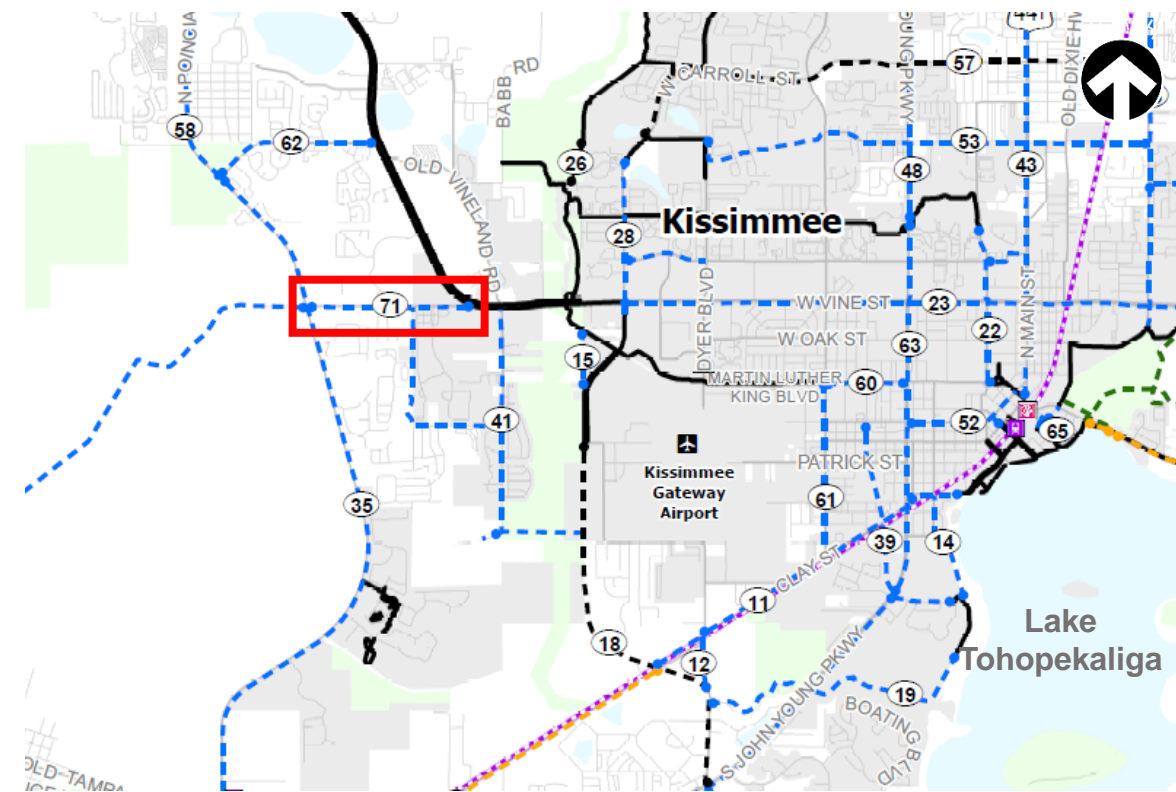 441
N POINCIA
BABB RD
W CARROLL ST
57
OUNG PKWY
OLD DIXIE HW
58
62
26
53
43
48
OLD VINELAND RD
Kissimmee
28
DYER BLVD
71
W VINE ST
23
N MAIN ST
22
W OAK ST
63
15
MARTIN LUTHER
KING BLVD
60
41
52
65
PATRICK ST
Kissimmee
Gateway
Airport
35
61
39
14
CLAY ST
11
18
12
Lake
Tohopekaliga
S JOHN YOUNG PKWY
19
BOATING BLVD
OLD-TAMPA